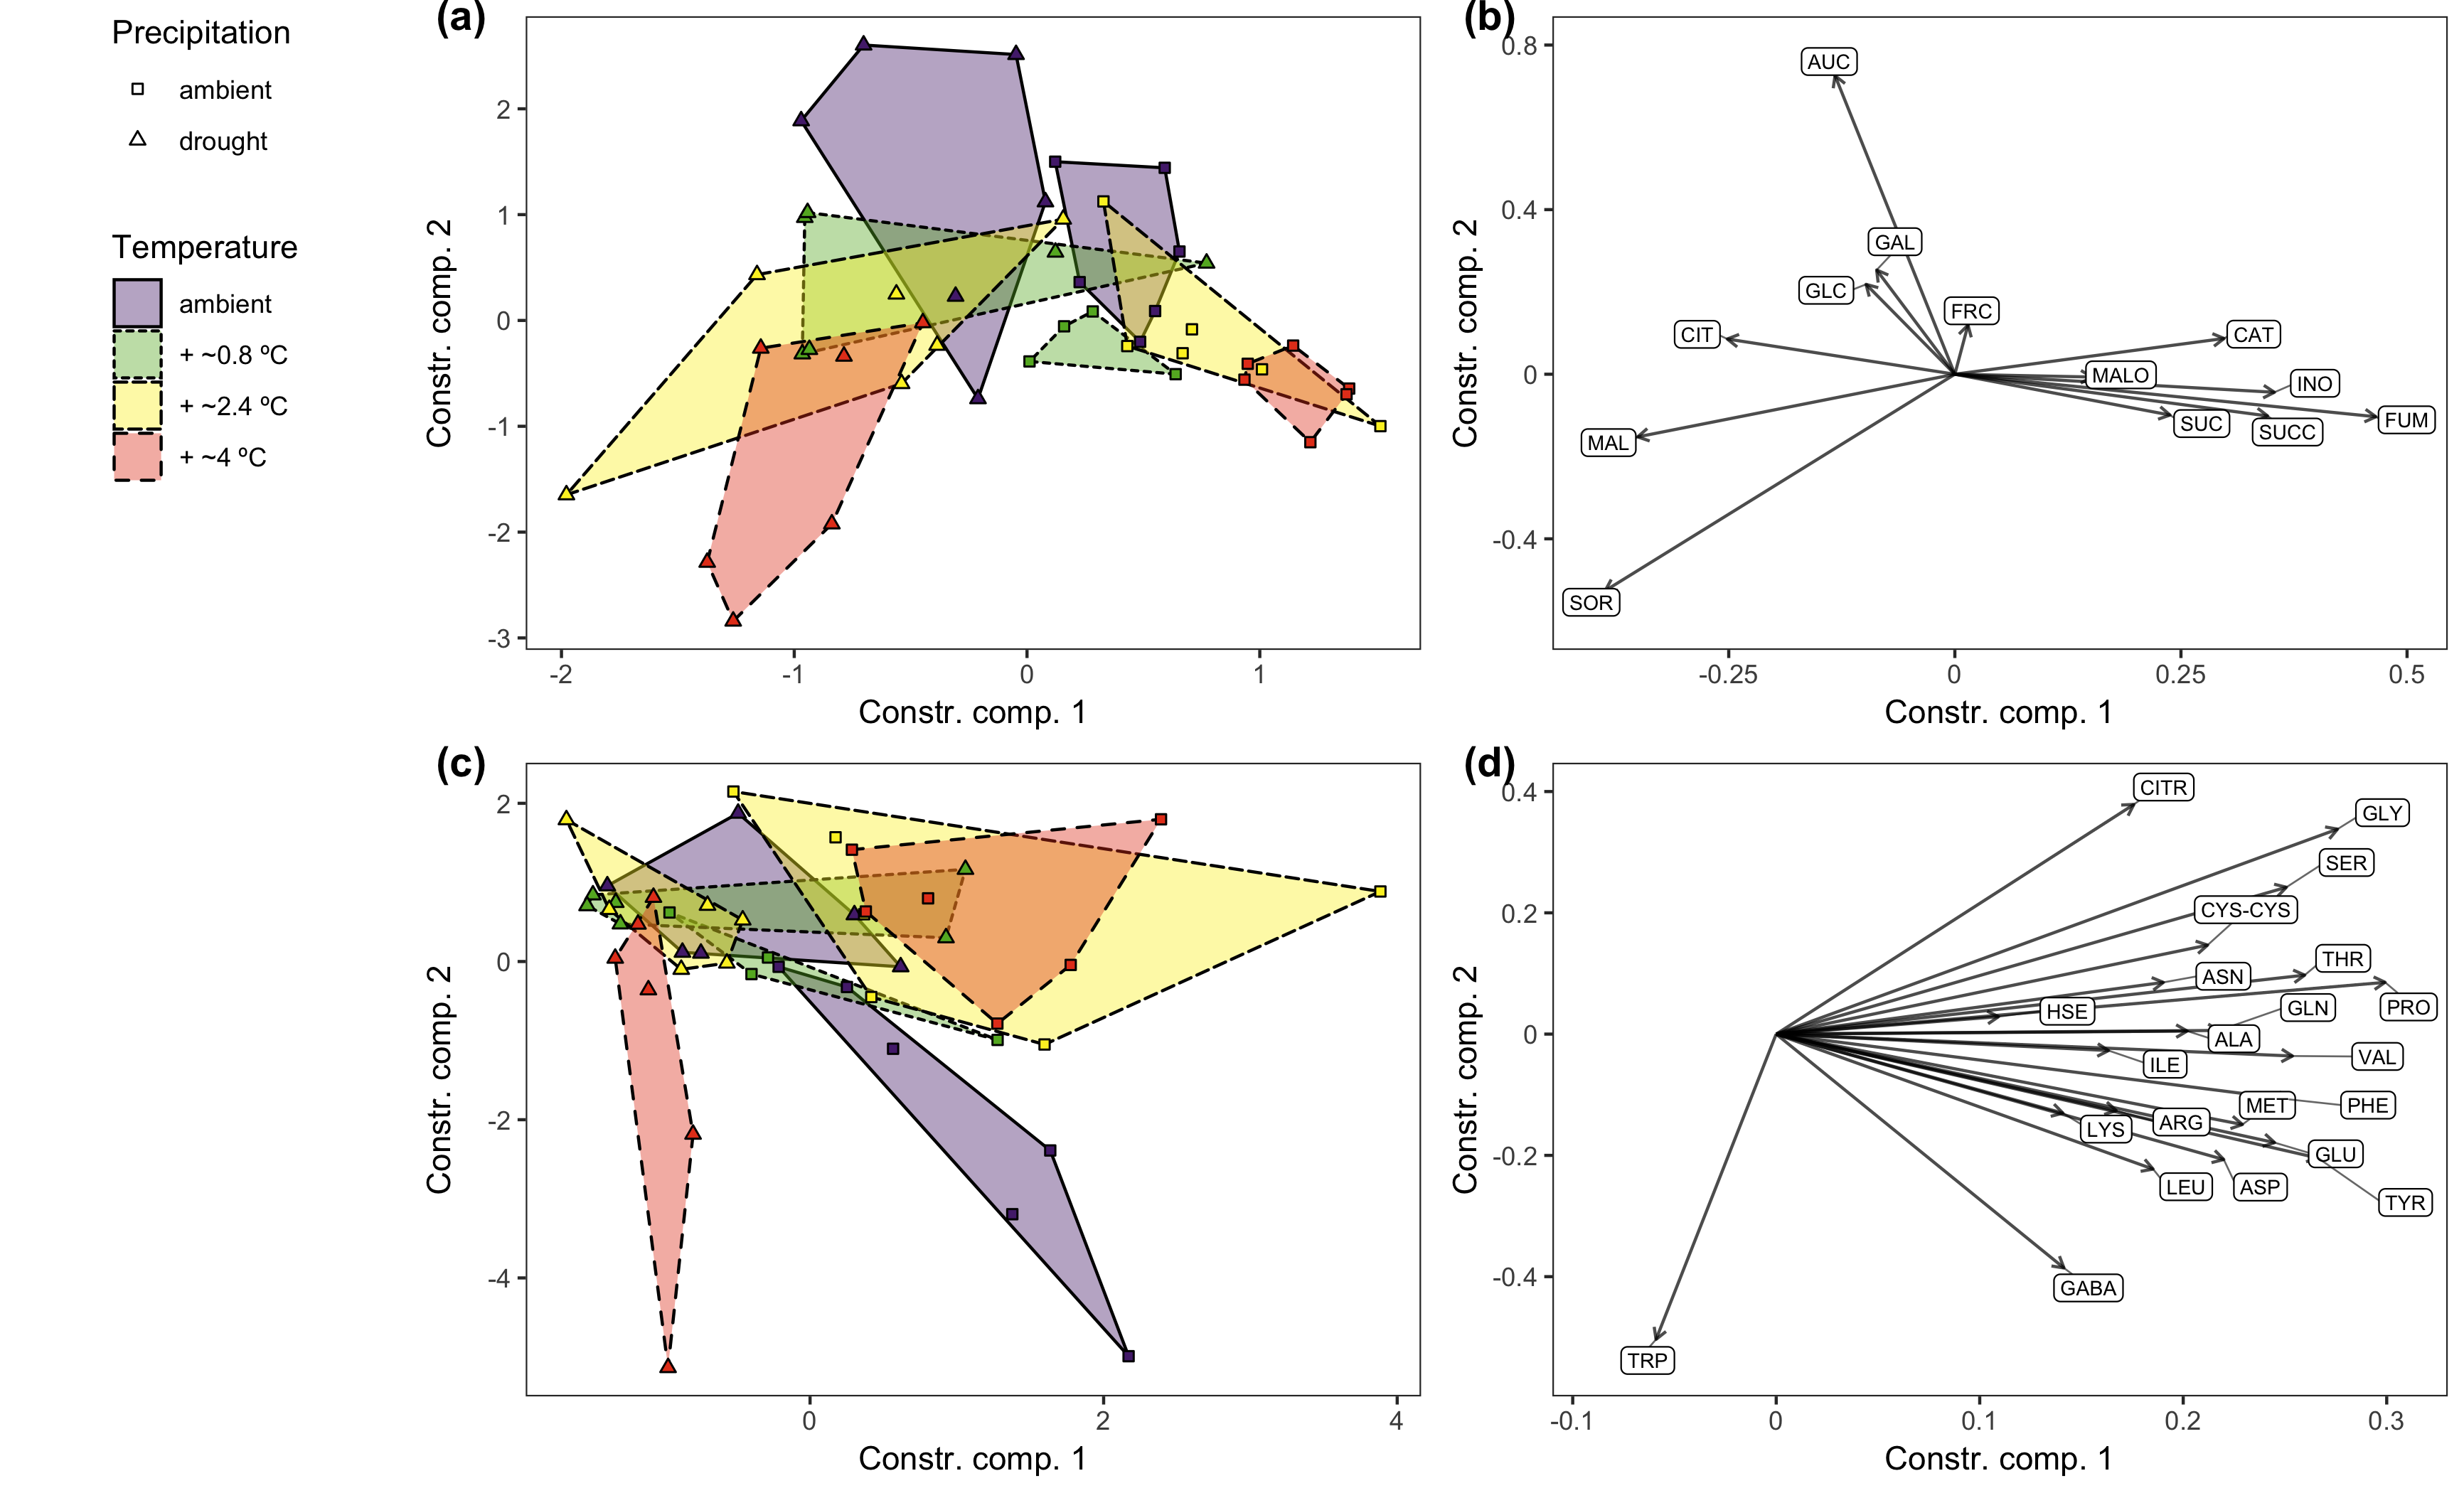 Precipitation
ambient
drought
Temperature
ambient
+ ~0.8 ºC
+ ~2.4 ºC
+ ~4 ºC
(a)
2
1
0
-1
-2
-3
-2
-1
0
1
Constr. comp. 2
Constr. comp. 1
(b)
0.8
0.4
0
-0.4
-0.25
0
0.25
0.5
Constr. comp. 2
Constr. comp. 1
AUC
GAL
GLC
FRC
CIT
CAT
MALO
INO
SUC
SUCC
FUM
MAL
SOR
(c)
2
0
-2
-4
0
2
4
Constr. comp. 2
Constr. comp. 1
(d)
0.4
0.2
0
-0.2
-0.4
-0.1
0
0.1
0.2
0.3
Constr. comp. 2
Constr. comp. 1
CITR
GLY
SER
CYS-CYS
THR
ASN
HSE
GLN
PRO
ALA
ILE
VAL
MET
PHE
ARG
LYS
GLU
LEU
ASP
TYR
GABA
TRP